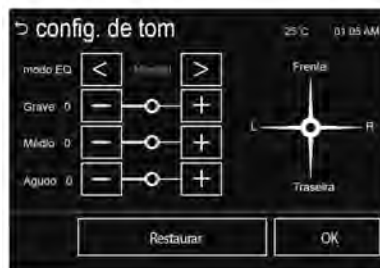 config. de tom 25°C 01:05 AM
modo EQ < >
Frente
Grave 0 − +
L R
Médio 0 − +
Agudo 0 − +
Traseira
Restaurar OK